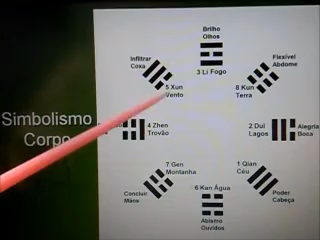 Simbolismo
Corpo
Brilho
Olhos
3 Li Fogo
Infiltrar
Coxa
5 Xun
Vento
Flexível
Abdome
8 Kun
Terra
4 Zhen
Trovão
2 Dui
Lagos
Alegria
Boca
7 Gen
Montanha
1 Qian
Céu
Concluir
Mãos
6 Kan Água
Abismo
Ouvidos
Poder
Cabeça